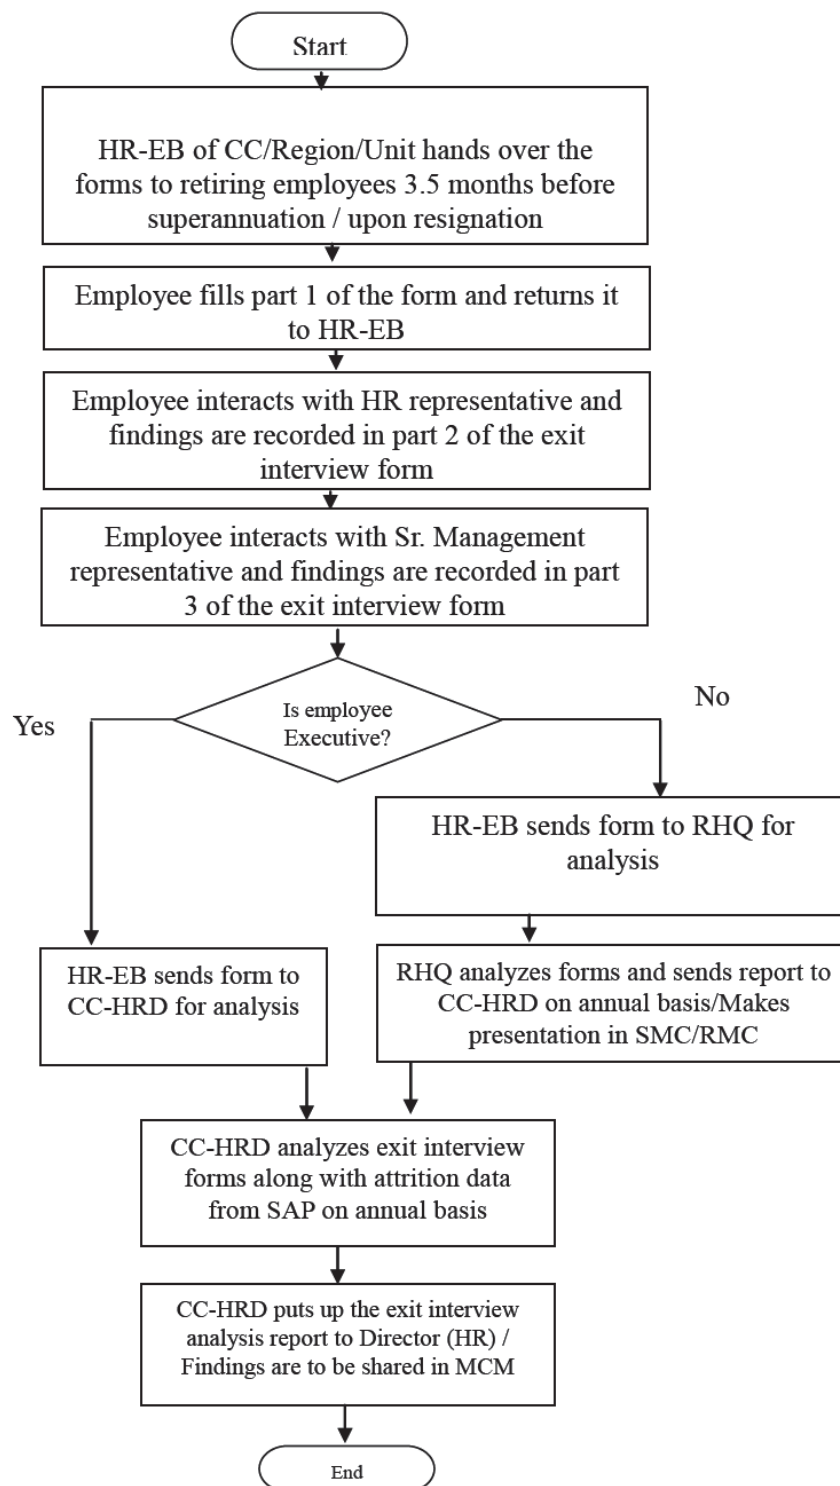 Start
HR-EB of CC/Region/Unit hands over the
forms to retiring employees 3.5 months before
superannuation / upon resignation
Employee fills part 1 of the form and returns it
to HR-EB
Employee interacts with HR representative and
findings are recorded in part 2 of the exit
interview form
Employee interacts with Sr. Management
representative and findings are recorded in part
3 of the exit interview form
Is employee
Executive?
Yes
No
HR-EB sends form to RHQ for
analysis
HR-EB sends form to
CC-HRD for analysis
RHQ analyzes forms and sends report to
CC-HRD on annual basis/Makes
presentation in SMC/RMC
CC-HRD analyzes exit interview
forms along with attrition data
from SAP on annual basis
CC-HRD puts up the exit interview
analysis report to Director (HR) /
Findings are to be shared in MCM
End